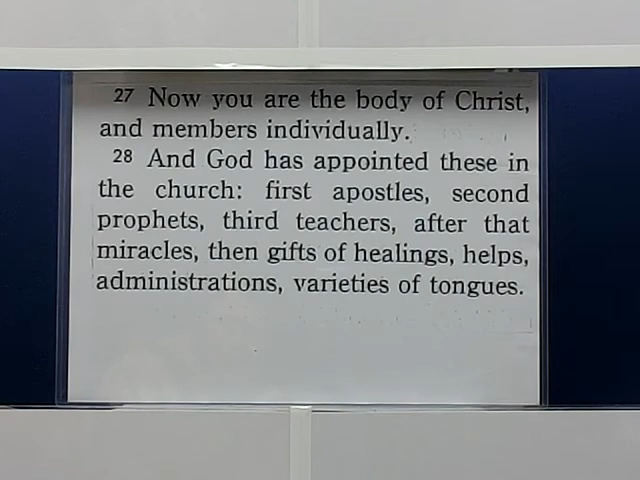 27 Now you are the body of Christ,
and members individually.
28 And God has appointed these in
the church: first apostles, second
prophets, third teachers, after that
miracles, then gifts of healings, helps,
administrations, varieties of tongues.